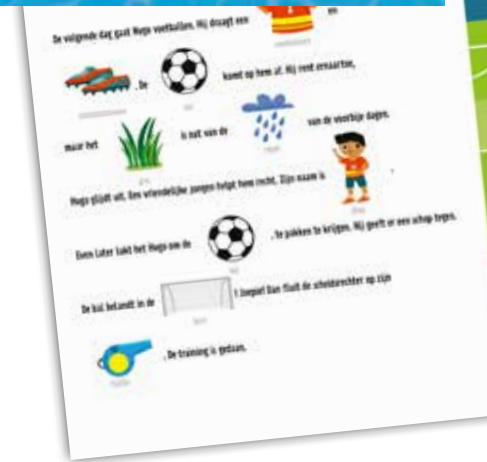 De volgende dag gaat Hugo voetballen. Hij draagt een en
. De komt op hem af. Hij rent ernaartoe,
maar het is nat van de van de voorbije dagen.
Hugo glijdt uit. Een vriendelijke jongen helpt hem recht. Zijn naam is .
Even later lukt het Hugo om de te pakken te krijgen. Hij geeft er een schop tegen.
De bal belandt in de ! Joepie! Dan fluit de scheidsrechter op zijn
. De training is gedaan.